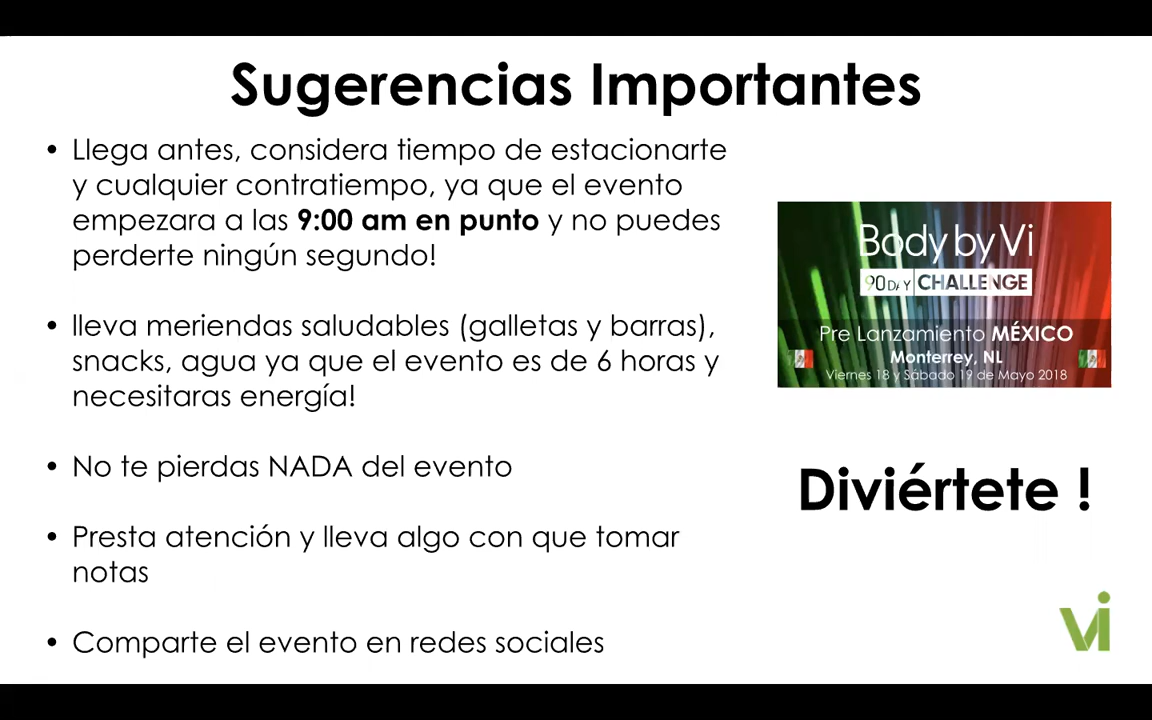 Sugerencias Importantes
• Llega antes, considera tiempo de estacionarte
y cualquier contratiempo, ya que el evento
empezara a las 9:00 am en punto y no puedes
perderte ningún segundo!
• lleva meriendas saludables (galletas y barras),
snacks, agua ya que el evento es de 6 horas y
necesitaras energía!
• No te pierdas NADA del evento
• Presta atención y lleva algo con que tomar
notas
• Comparte el evento en redes sociales
Body by Vi
90 DAY CHALLENGE
Pre Lanzamiento MÉXICO
Monterrey, NL
Viernes 18 y Sábado 19 de Mayo 2018
Diviértete !
Vi